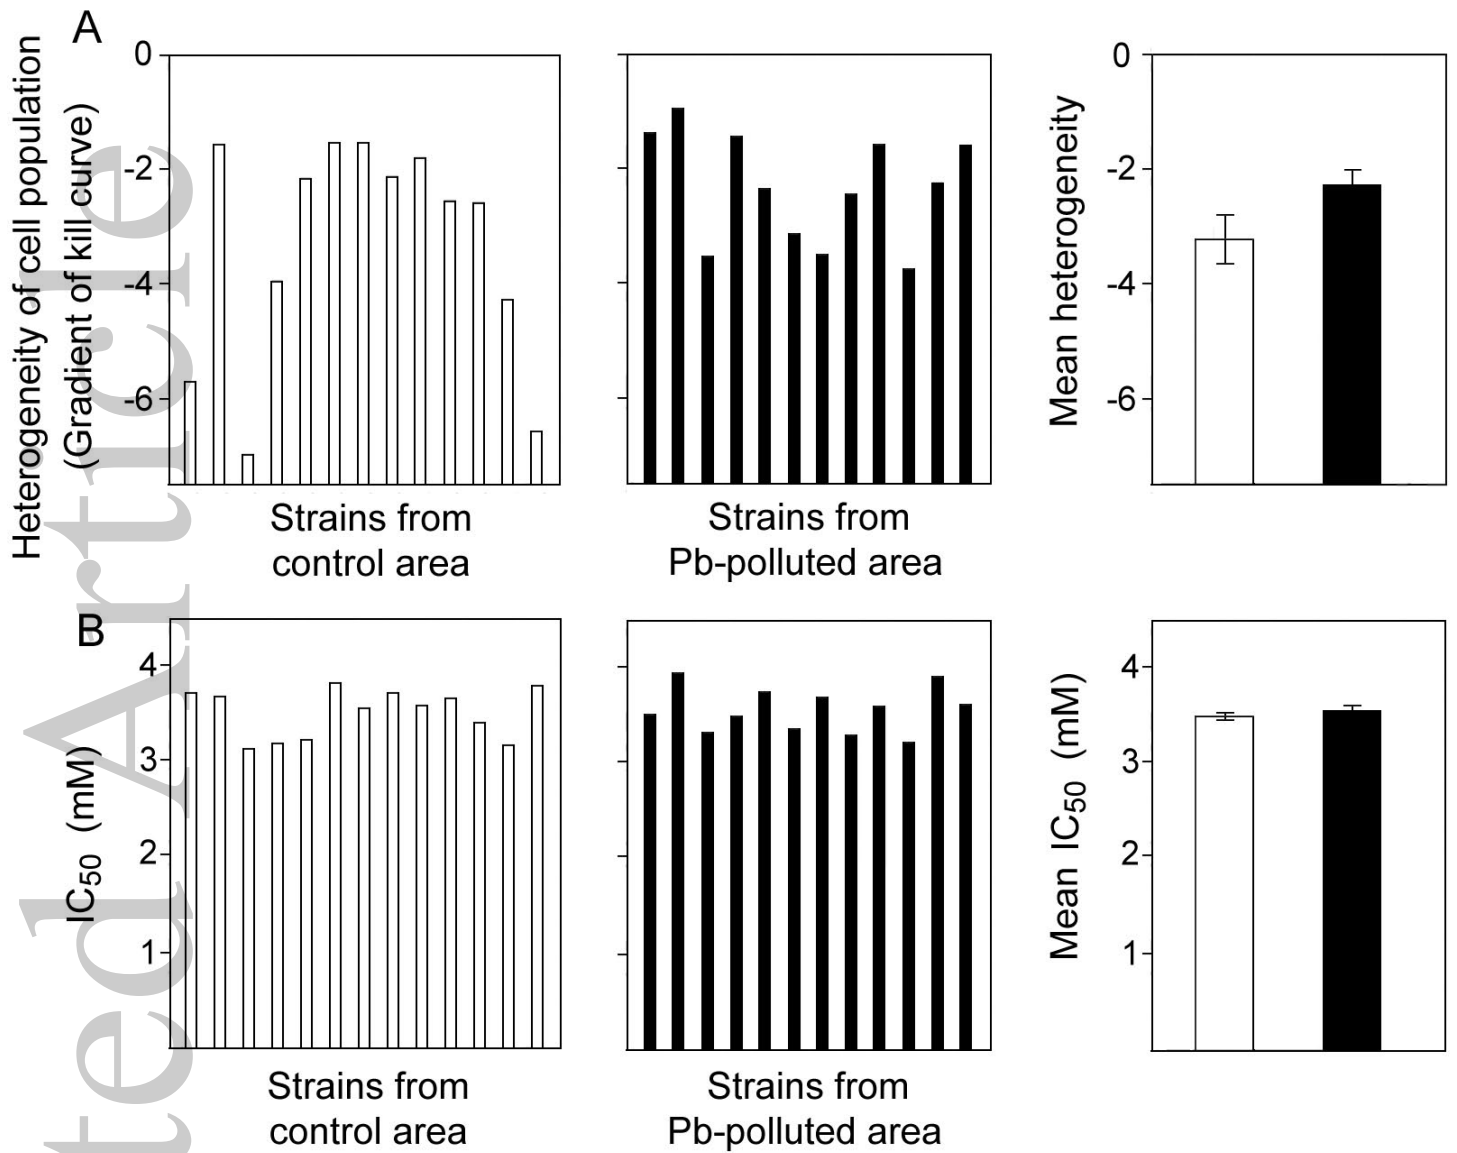 A
Heterogeneity of cell population
(Gradient of kill curve)
0
-2
-4
-6
Strains from
control area
Strains from
Pb-polluted area
Mean heterogeneity
0
-2
-4
-6
B
IC50 (mM)
4
3
2
1
Strains from
control area
Strains from
Pb-polluted area
Mean IC50 (mM)
4
3
2
1
ted Article